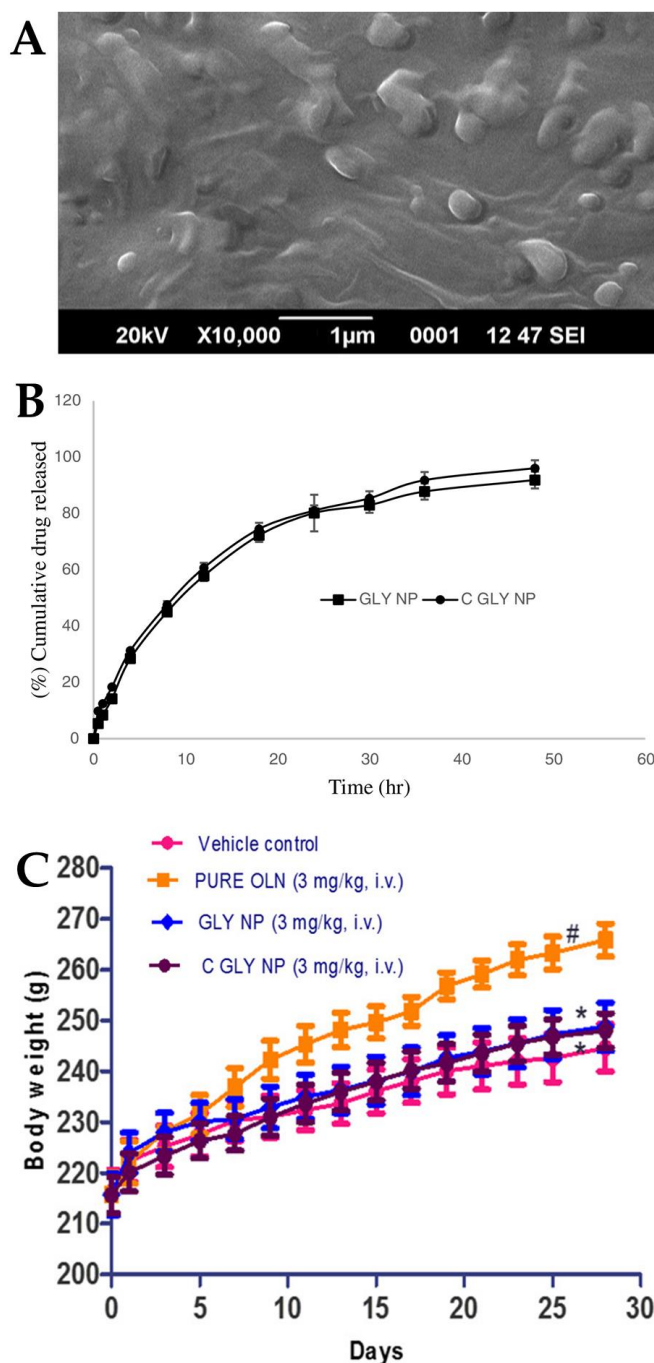 A
20kV X10,000 1µm 0001 12 47 SEI
B
120
100
80
60
40
20
0
(%) Cumulative drug released
GLY NP C GLY NP
0 10 20 30 40 50 60
Time (hr)
C
Vehicle control
PURE OLN (3 mg/kg, i.v.)
GLY NP (3 mg/kg, i.v.)
C GLY NP (3 mg/kg, i.v.)
280
270
260
250
240
230
220
210
200
Body weight (g)
#
*
*
0 5 10 15 20 25 30
Days